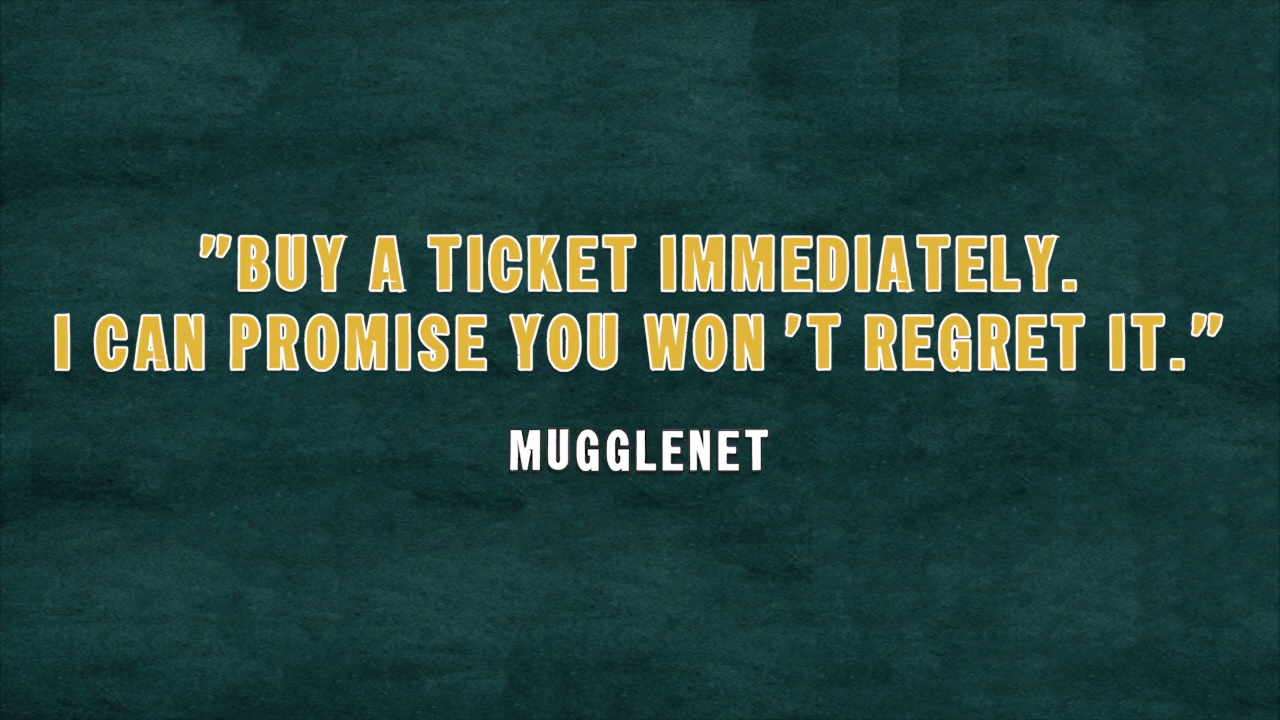 "BUY A TICKET IMMEDIATELY.
I CAN PROMISE YOU WON'T REGRET IT."
MUGGLENET